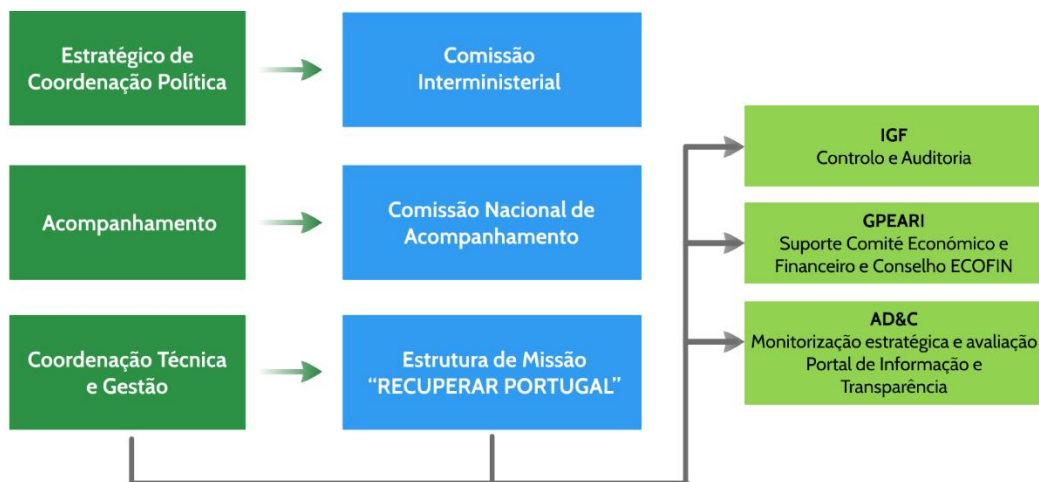 Estratégico de
Coordenação Política
Comissão
Interministerial
Acompanhamento
Comissão Nacional de
Acompanhamento
Coordenação Técnica
e Gestão
Estrutura de Missão
“RECUPERAR PORTUGAL”
IGF
Controlo e Auditoria
GPEARI
Suporte Comité Económico e
Financeiro e Conselho ECOFIN
AD&C
Monitorização estratégica e avaliação
Portal de Informação e
Transparência